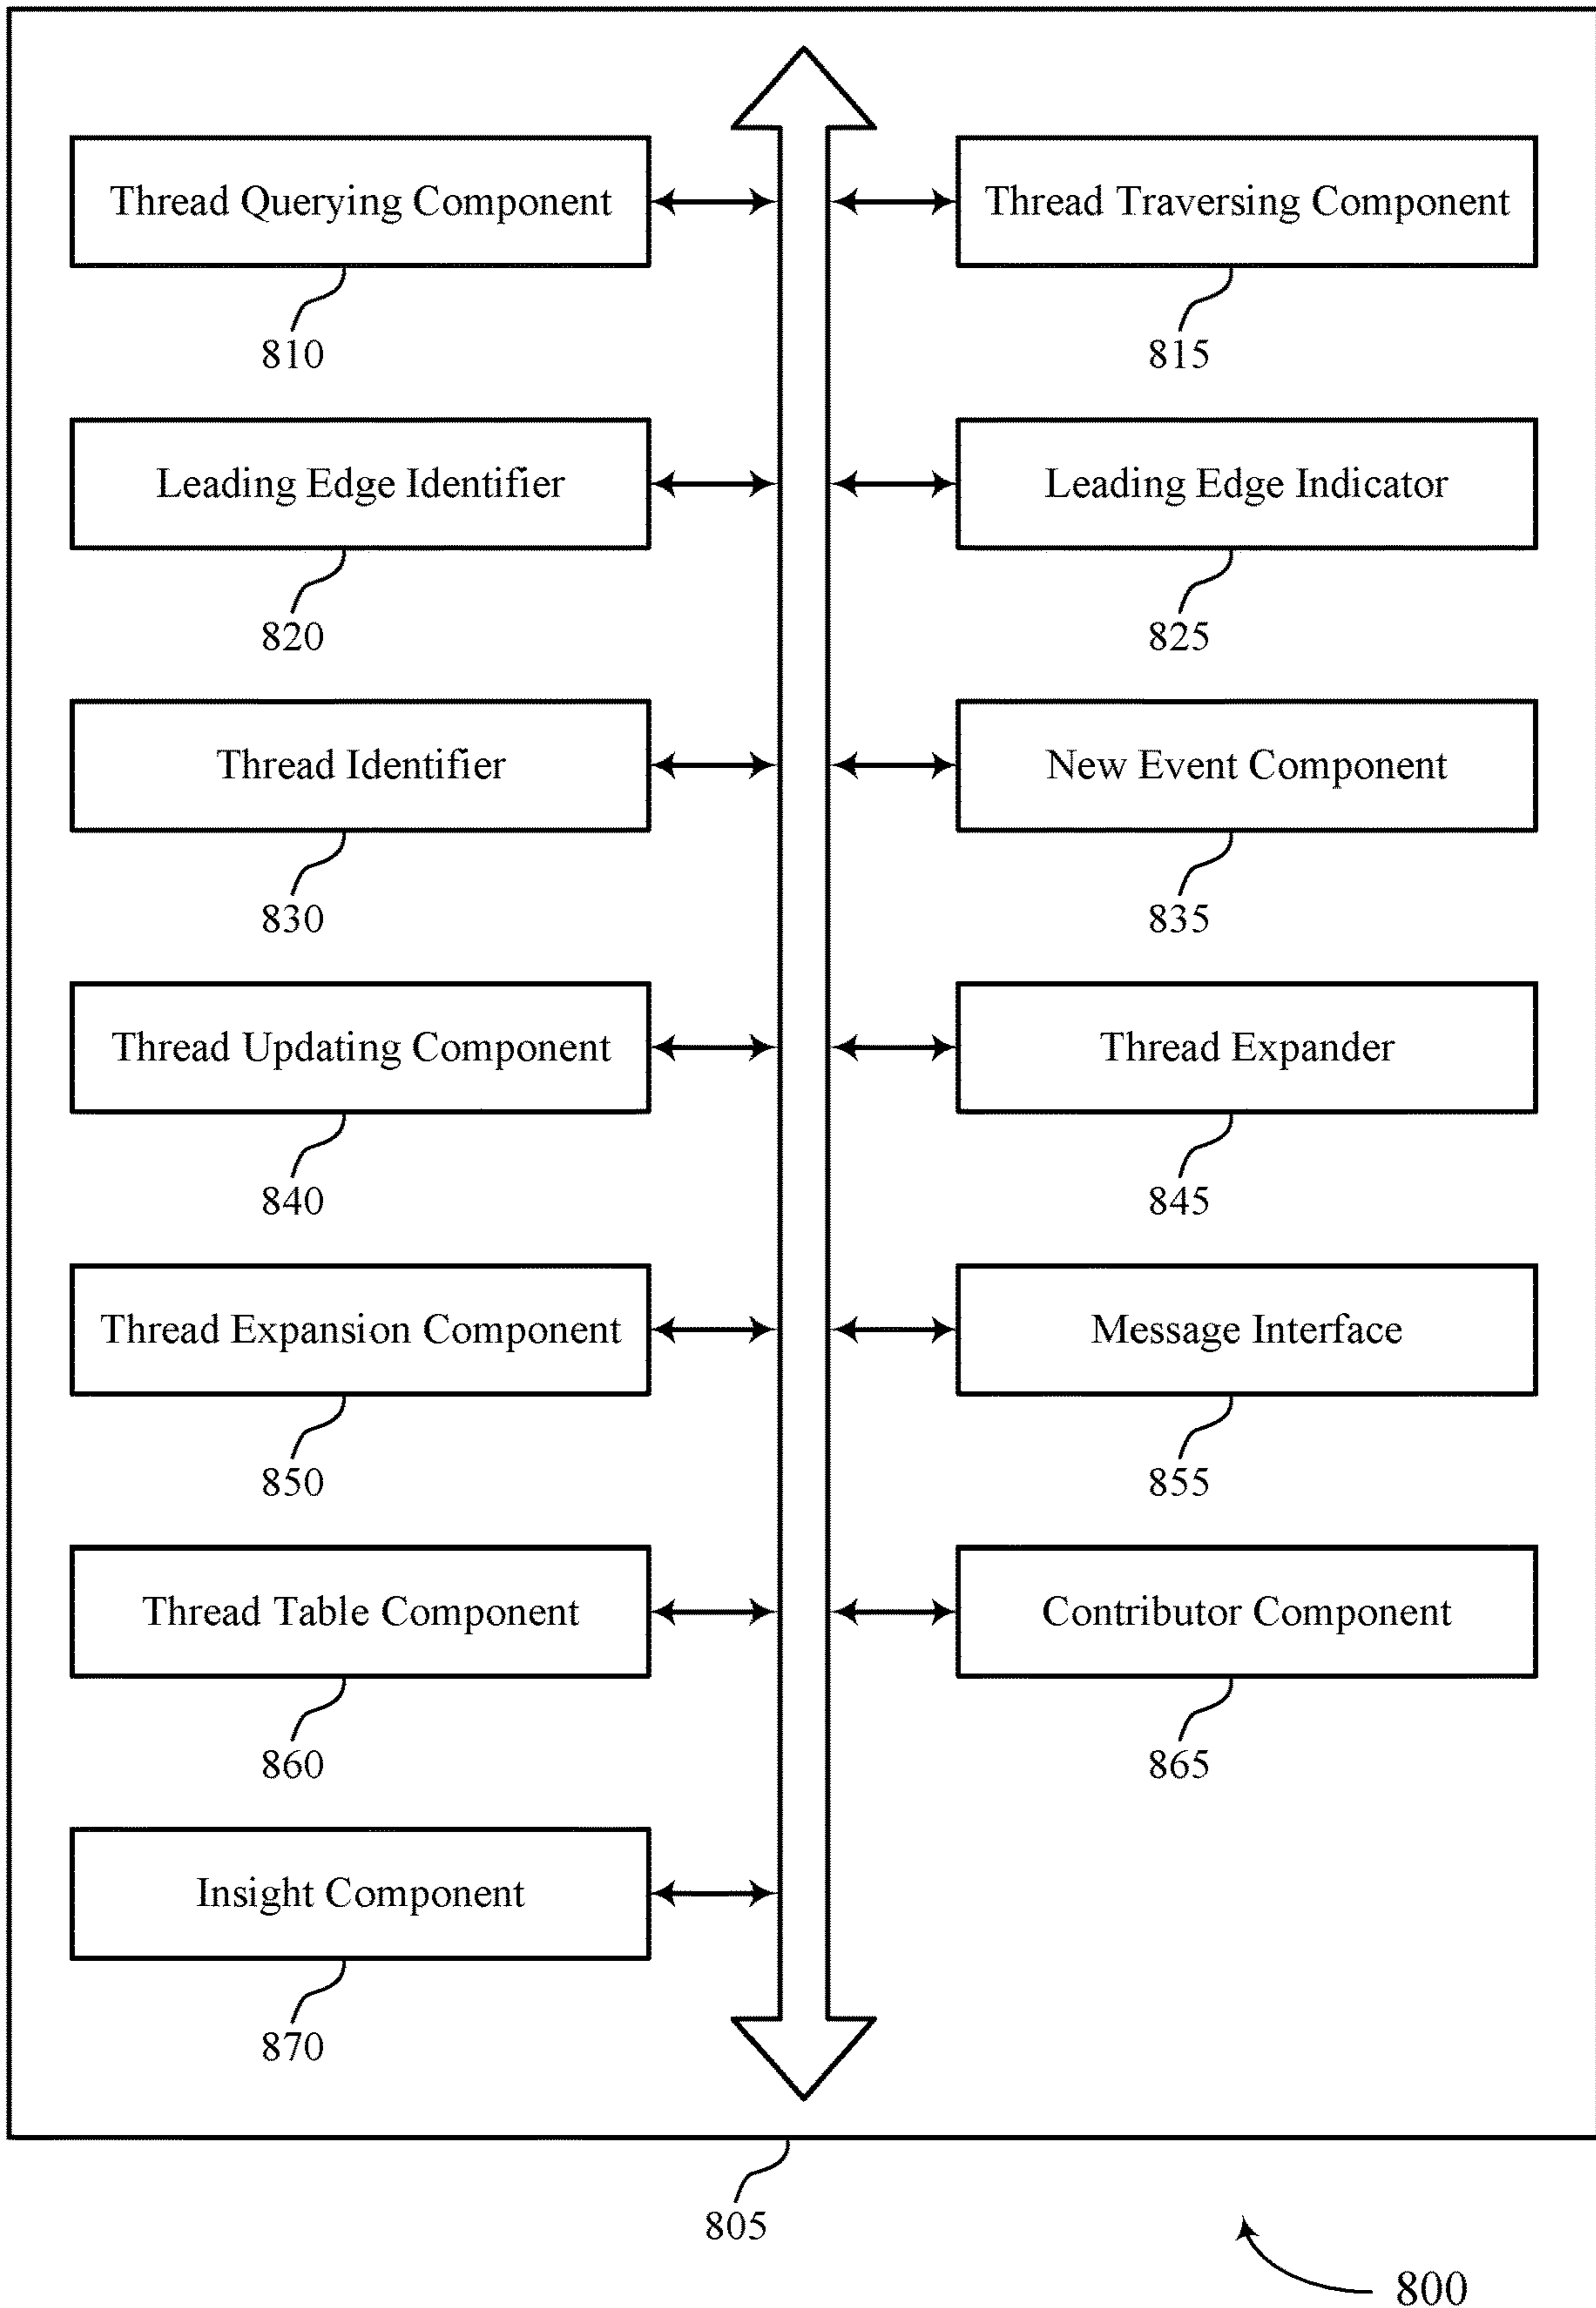 Thread Querying Component
Thread Traversing Component
810
815
Leading Edge Identifier
Leading Edge Indicator
820
825
Thread Identifier
New Event Component
830
835
Thread Updating Component
Thread Expander
840
845
Thread Expansion Component
Message Interface
850
855
Thread Table Component
Contributor Component
860
865
Insight Component
870
805
800